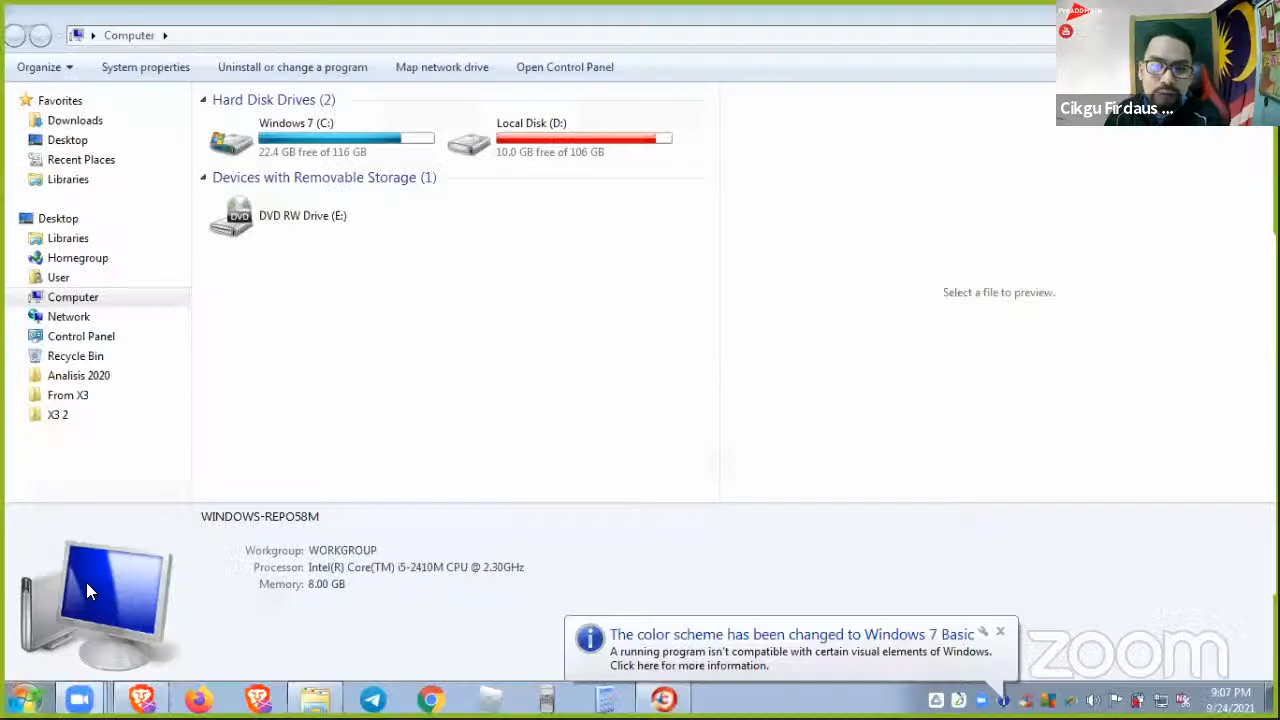 Computer
Organize
System properties
Uninstall or change a program
Map network drive
Open Control Panel
Cikgu Firdaus ...
Favorites
Downloads
Desktop
Recent Places
Libraries
Desktop
Libraries
Homegroup
User
Computer
Network
Control Panel
Recycle Bin
Analisis 2020
From X3
X3 2
Hard Disk Drives (2)
Windows 7 (C:)
22.4 GB free of 116 GB
Local Disk (D:)
10.0 GB free of 106 GB
Devices with Removable Storage (1)
DVD
DVD RW Drive (E:)
Select a file to preview.
WINDOWS-REPO58M
Workgroup: WORKGROUP
Processor: Intel(R) Core(TM) i5-2410M CPU @ 2.30GHz
Memory: 8.00 GB
The color scheme has been changed to Windows 7 Basic
A running program isn't compatible with certain visual elements of Windows.
Click here for more information.
zoom
9:07 PM
9/24/2021